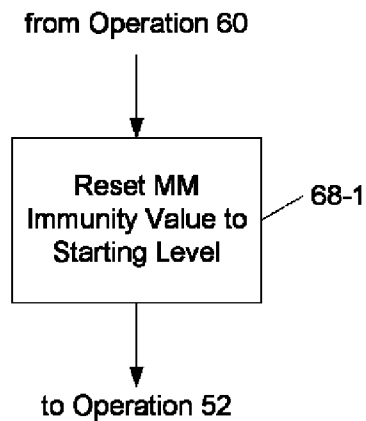 from Operation 60
Reset MM
Immunity Value to
Starting Level
68-1
to Operation 52